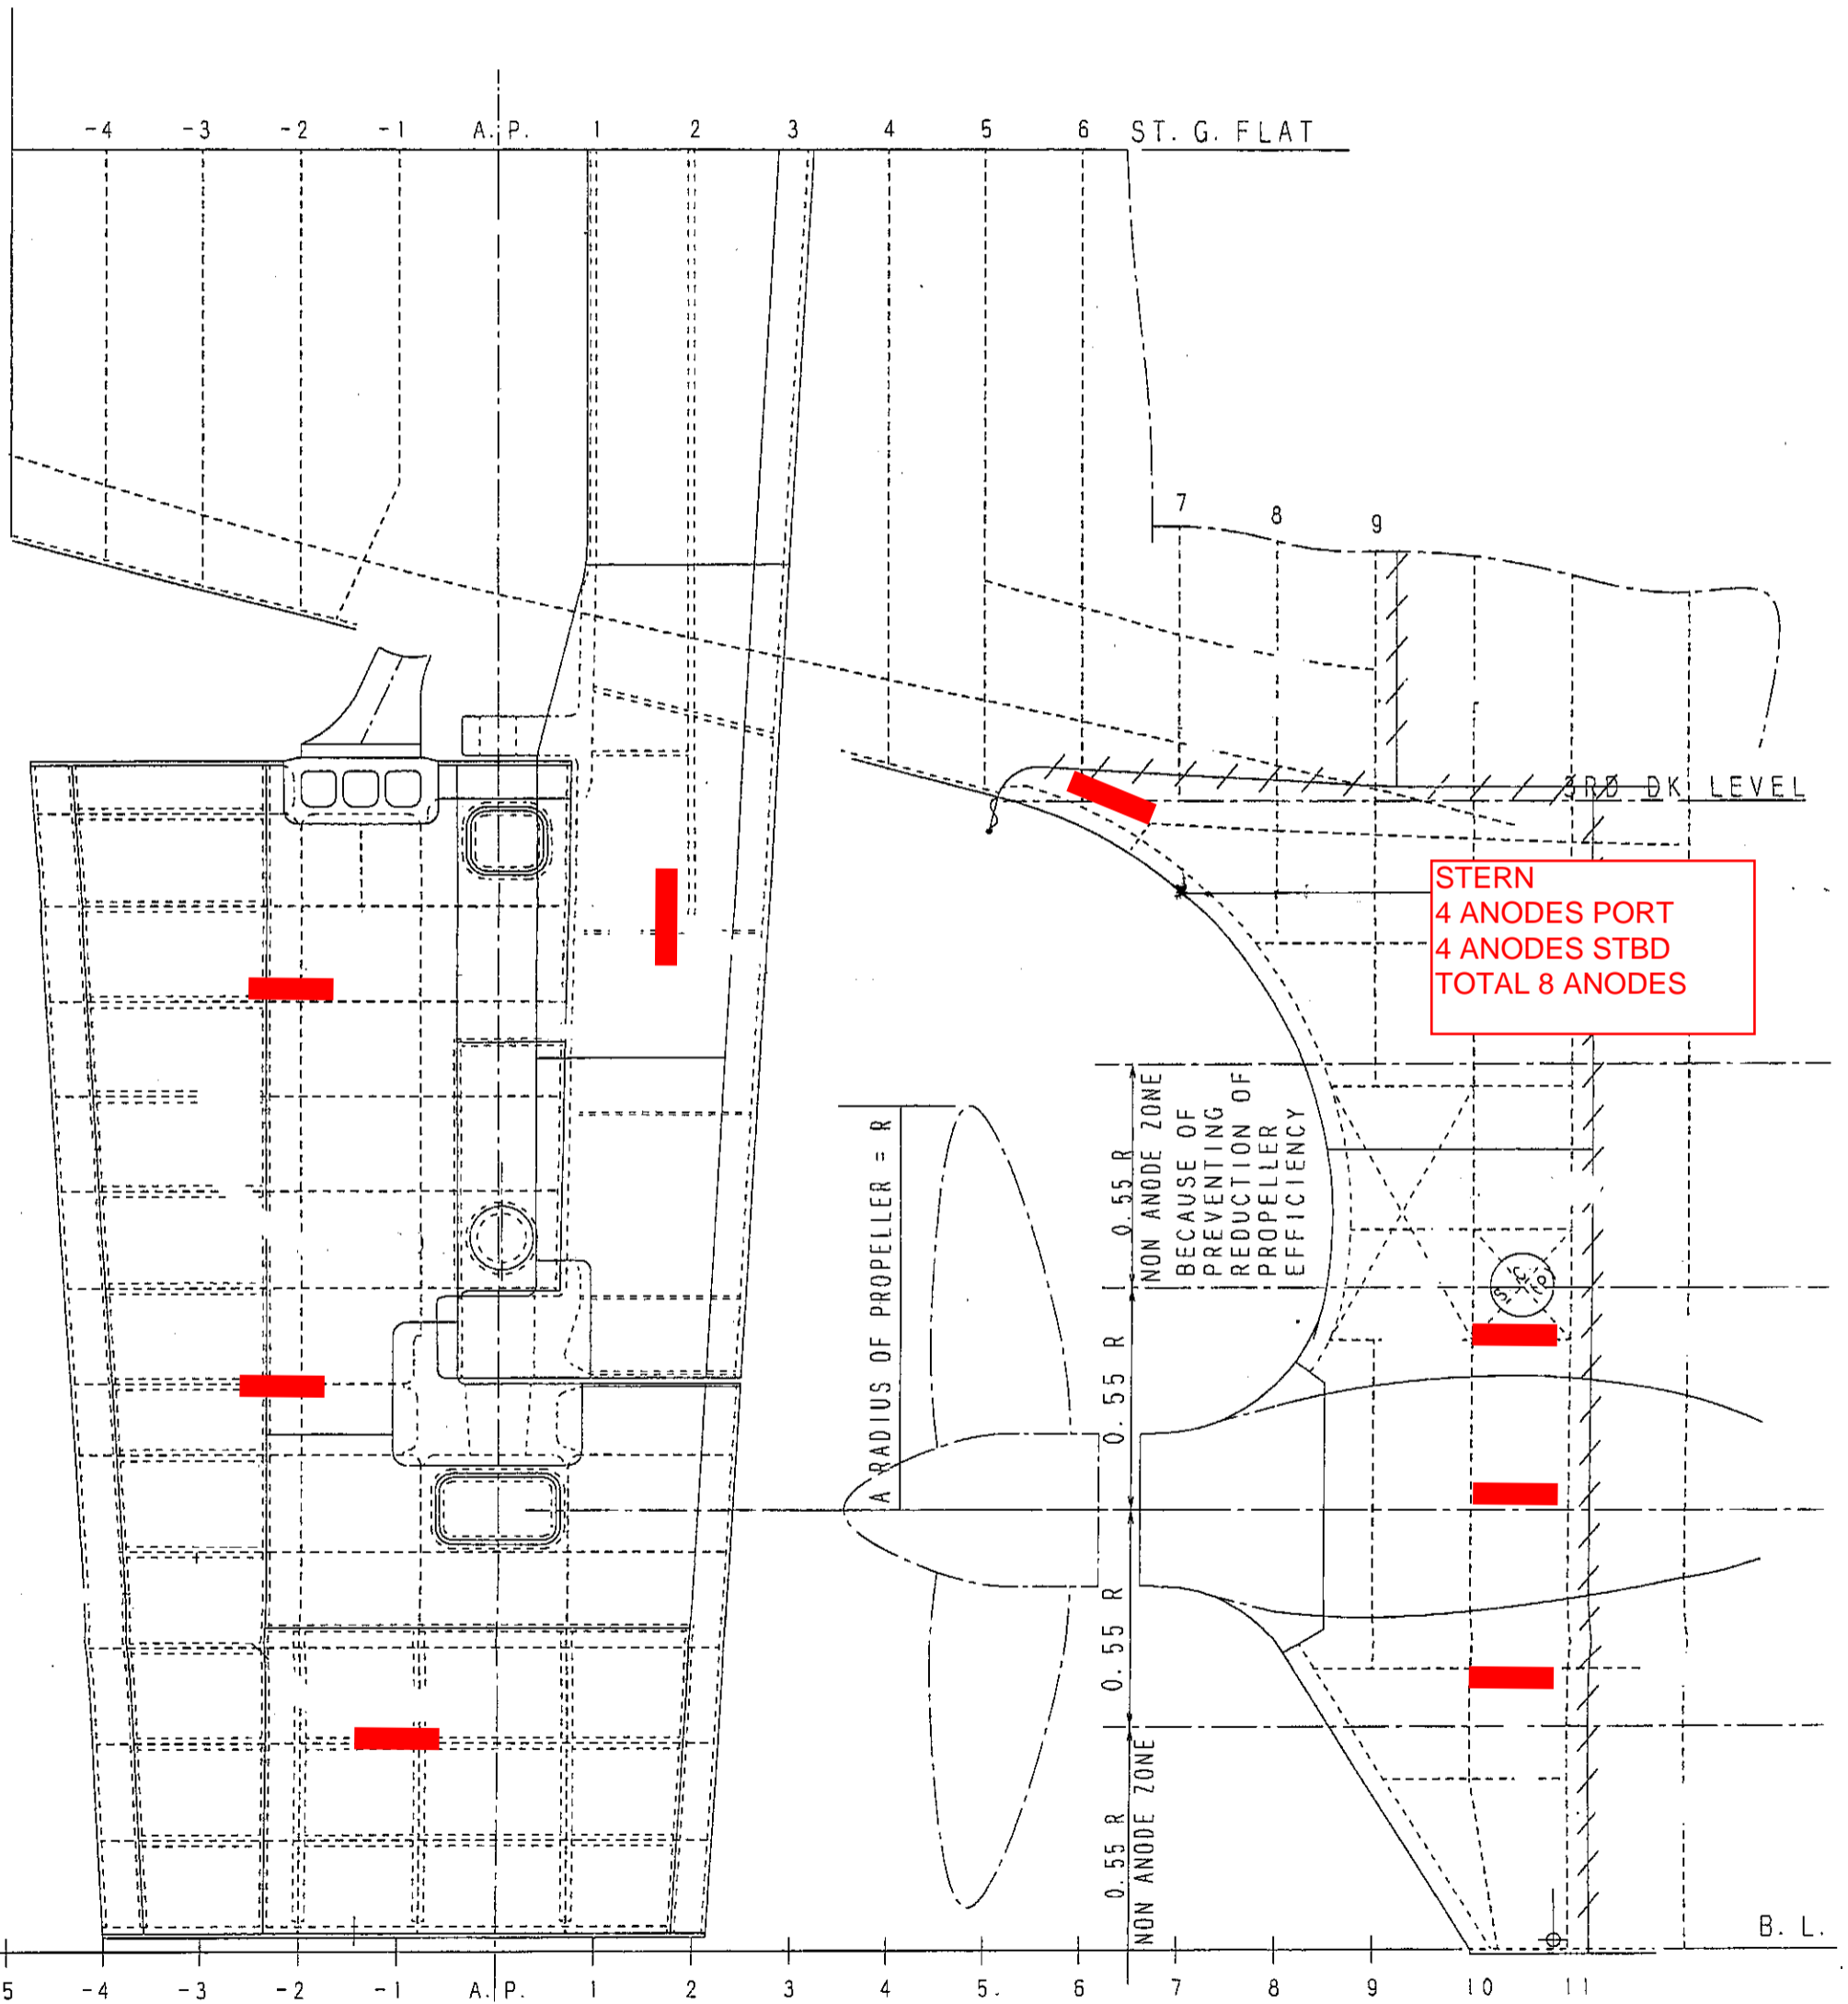 -4 -3 -2 -1 A. P. 1 2 3 4 5 6 ST. G. FLAT
7 8 9
3RD DK LEVEL
STERN
4 ANODES PORT
4 ANODES STBD
TOTAL 8 ANODES
A RADIUS OF PROPELLER = R
0.55 R
NON ANODE ZONE
BECAUSE OF
PREVENTING
REDUCTION OF
PROPELLER
EFFICIENCY
0.55 R
0.55 R
0.55 R
NON ANODE ZONE
B. L.
5 -4 -3 -2 -1 A. P. 1 2 3 4 5. 6 7 8 9 10 11